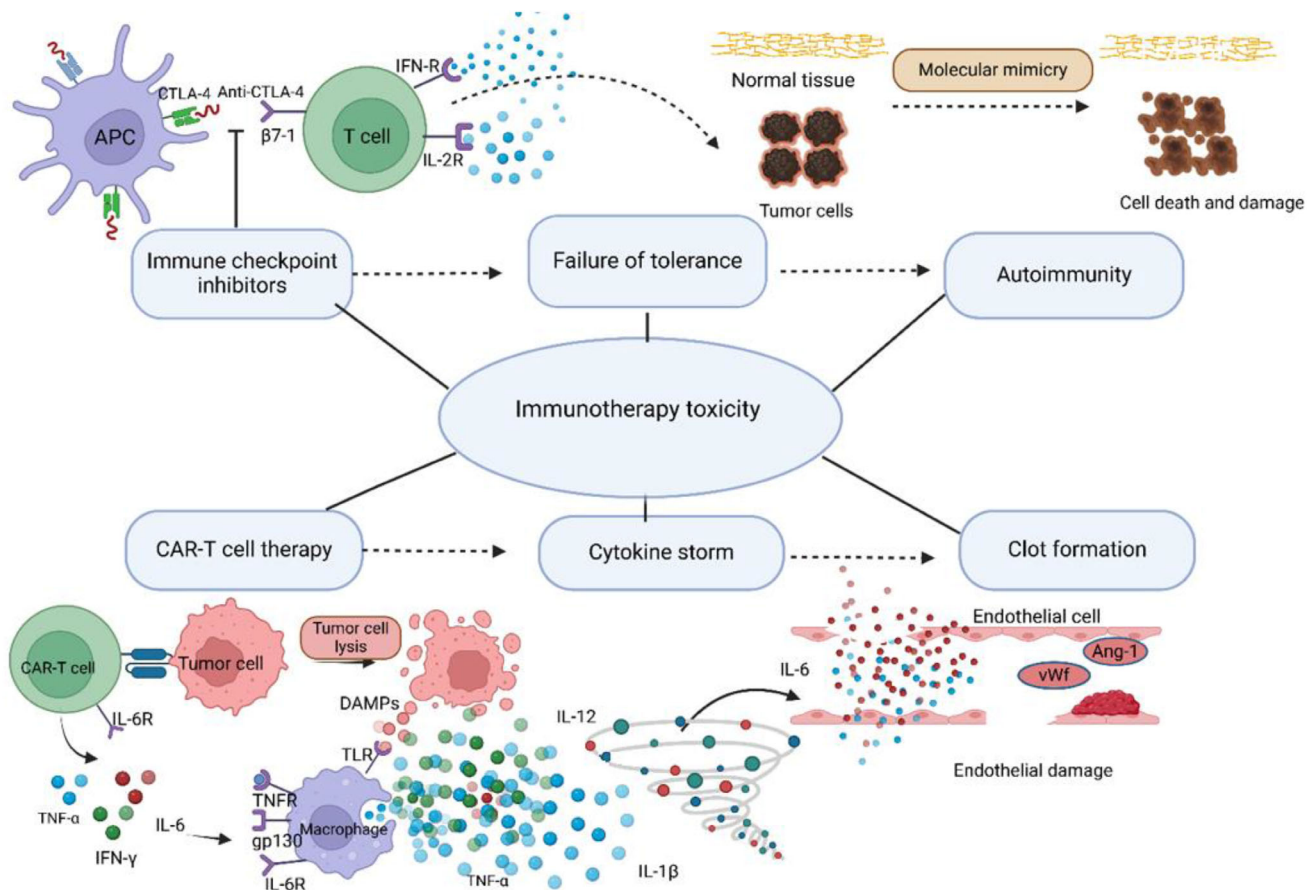 IFN-R
CTLA-4
Anti-CTLA-4
APC
β7-1
T cell
IL-2R
Normal tissue
Molecular mimicry
Tumor cells
Cell death and damage
Immune checkpoint
inhibitors
Failure of tolerance
Autoimmunity
Immunotherapy toxicity
CAR-T cell therapy
Cytokine storm
Clot formation
CAR-T cell
Tumor cell
Tumor cell
lysis
IL-6R
DAMPs
TLR
TNF-α
IFN-γ
IL-6
TNFR
gp130
Macrophage
IL-6R
TNF-α
IL-1β
IL-12
Endothelial cell
IL-6
Ang-1
vWf
Endothelial damage